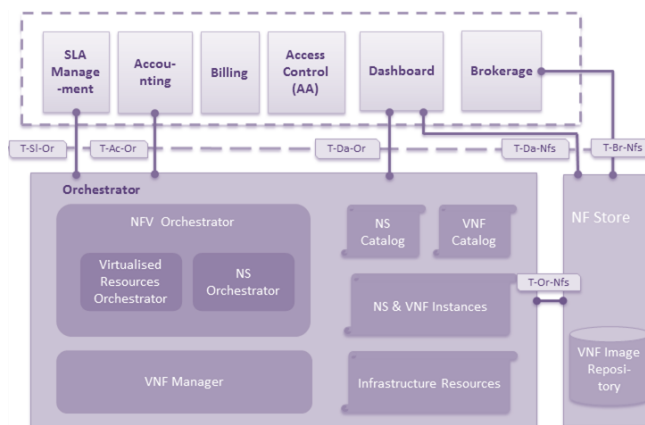 SLA
Manage
-ment
Accou-
nting
Billing
Access
Control
(AA)
Dashboard
Brokerage
T-Sl-Or
T-Ac-Or
T-Da-Or
T-Da-Nfs
T-Br-Nfs
Orchestrator
NFV Orchestrator
Virtualised
Resources
Orchestrator
NS
Orchestrator
VNF Manager
NS
Catalog
VNF
Catalog
NS & VNF Instances
Infrastructure Resources
T-Or-Nfs
NF Store
VNF Image
Reposi-
tory